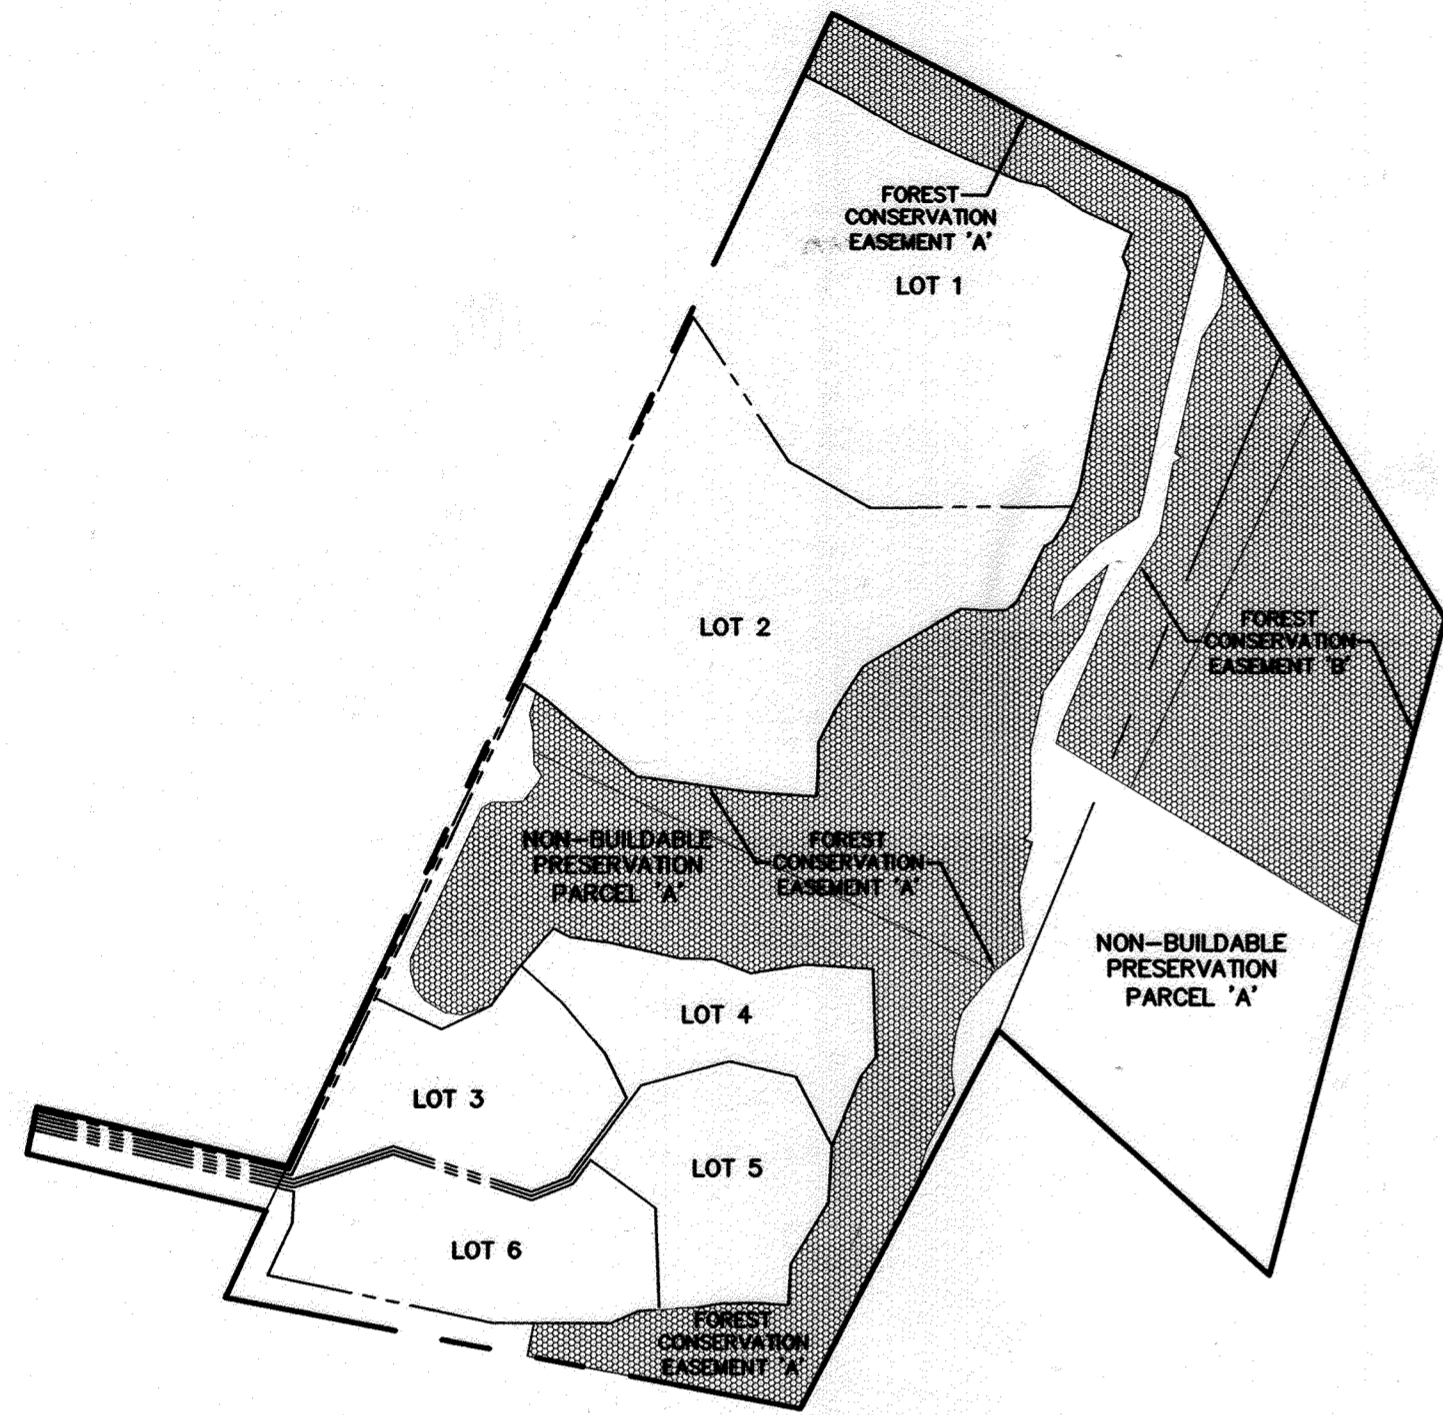 FOREST
CONSERVATION
EASEMENT 'A'
LOT 1
LOT 2
FOREST
CONSERVATION
EASEMENT 'B'
NON-BUILDABLE
PRESERVATION
PARCEL 'A'
FOREST
CONSERVATION
EASEMENT 'A'
NON-BUILDABLE
PRESERVATION
PARCEL 'A'
LOT 4
LOT 3
LOT 5
LOT 6
FOREST
CONSERVATION
EASEMENT 'A'